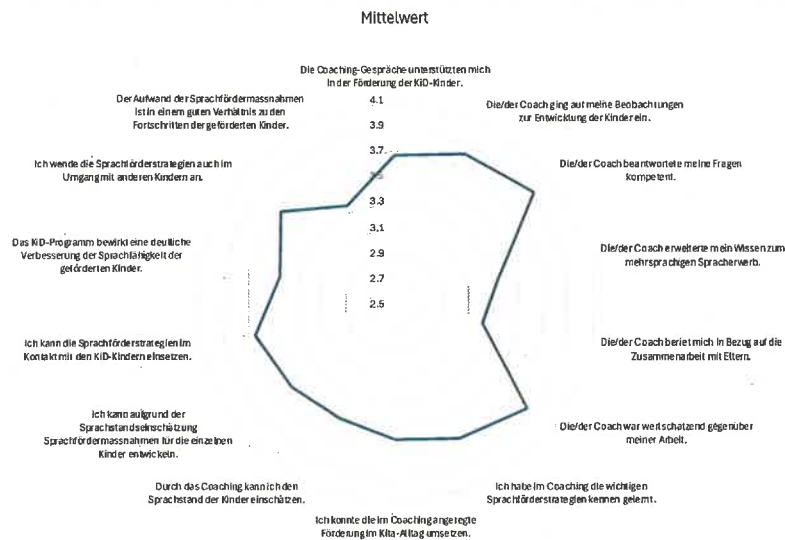 Mittelwert
Die Coaching-Gespräche unterstützten mich
in der Förderung der KiD-Kinder.
Die/der Coach ging auf meine Beobachtungen
zur Entwicklung der Kinder ein.
Die/der Coach beantwortete meine Fragen
kompetent.
Die/der Coach erweiterte mein Wissen zum
mehrsprachigen Spracherwerb.
Die/der Coach beriet mich in Bezug auf die
Zusammenarbeit mit Eltern.
Die/der Coach war wertschätzend gegenüber
meiner Arbeit.
Ich habe im Coaching die wichtigen
Sprachförderstrategien kennen gelernt.
Ich konnte die im Coaching angeregte
Förderung im Kita-Alltag umsetzen.
Durch das Coaching kann ich den
Sprachstand der Kinder einschätzen.
Ich kann aufgrund der
Sprachstandseinschätzung
Sprachfördermassnahmen für die einzelnen
Kinder entwickeln.
Ich kann die Sprachförderstrategien im
Kontakt mit den KiD-Kindern einsetzen.
Das KiD-Programm bewirkt eine deutliche
Verbesserung der Sprachfähigkeit der
geförderten Kinder.
Ich wende die Sprachförderstrategien auch im
Umgang mit anderen Kindern an.
Der Aufwand der Sprachfördermassnahmen
ist in einem guten Verhältnis zu den
Fortschritten der geförderten Kinder.
4.1
3.9
3.7
3.5
3.3
3.1
2.9
2.7
2.5